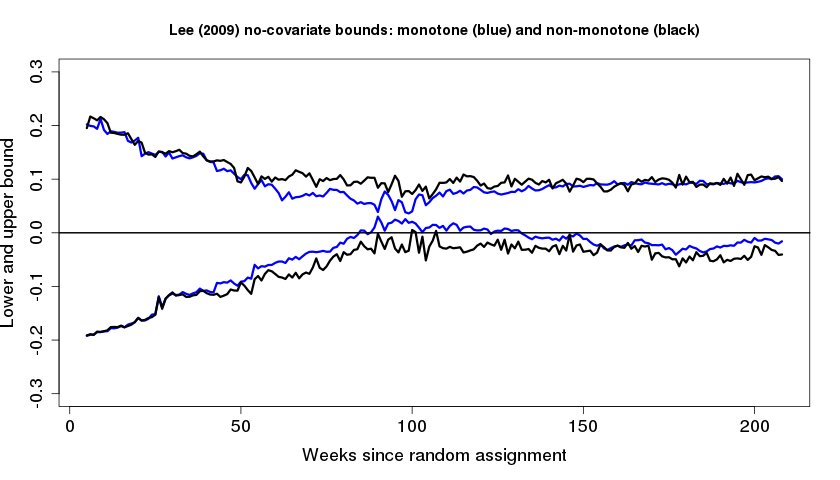 Lee (2009) no-covariate bounds: monotone (blue) and non-monotone (black)
Lower and upper bound
0.3
0.2
0.1
0.0
-0.1
-0.2
-0.3
0 50 100 150 200
Weeks since random assignment